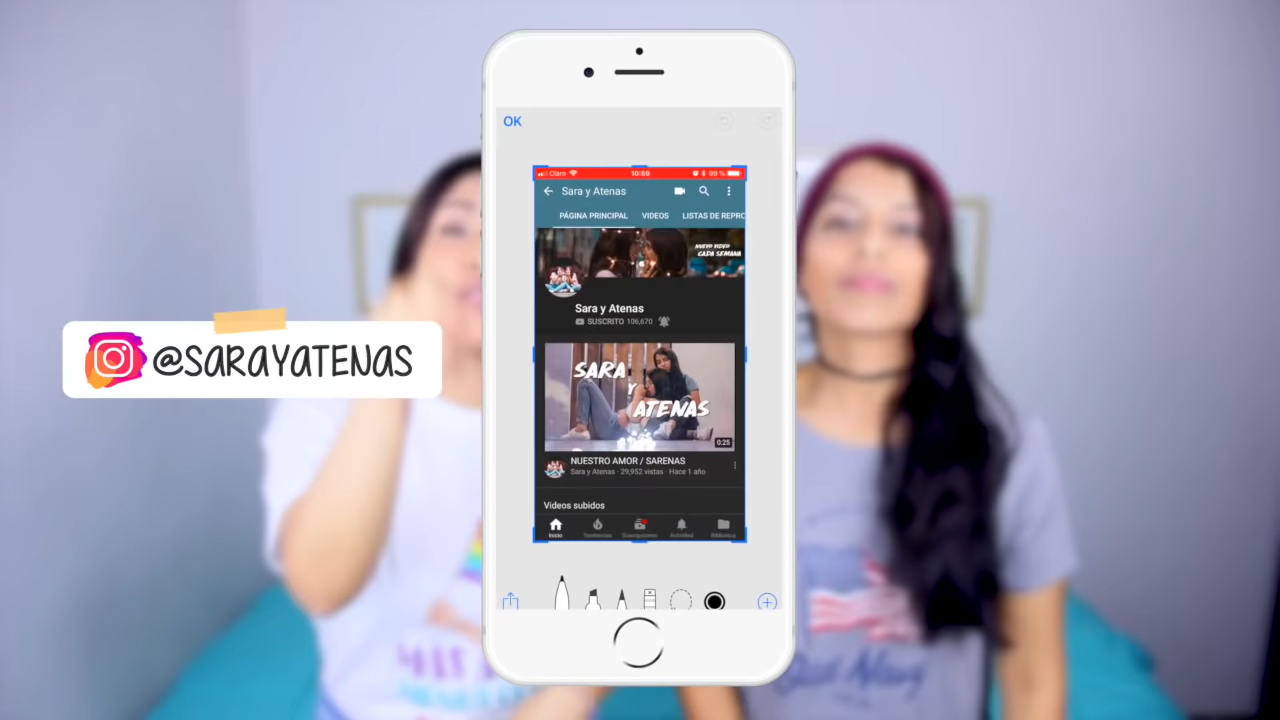 OK
Claro
10:59
99 %
Sara y Atenas
PÁGINA PRINCIPAL VIDEOS LISTAS DE REPRO
NUEVO VIDEO
CADA SEMANA
Sara y Atenas
SUSCRITO 106,670
SARA
Y
ATENAS
0:25
NUESTRO AMOR / SARENAS
Sara y Atenas · 29,952 vistas · Hace 1 año
Videos subidos
Inicio Tendencias Suscripciones Actividad Biblioteca
@SARAYATENAS